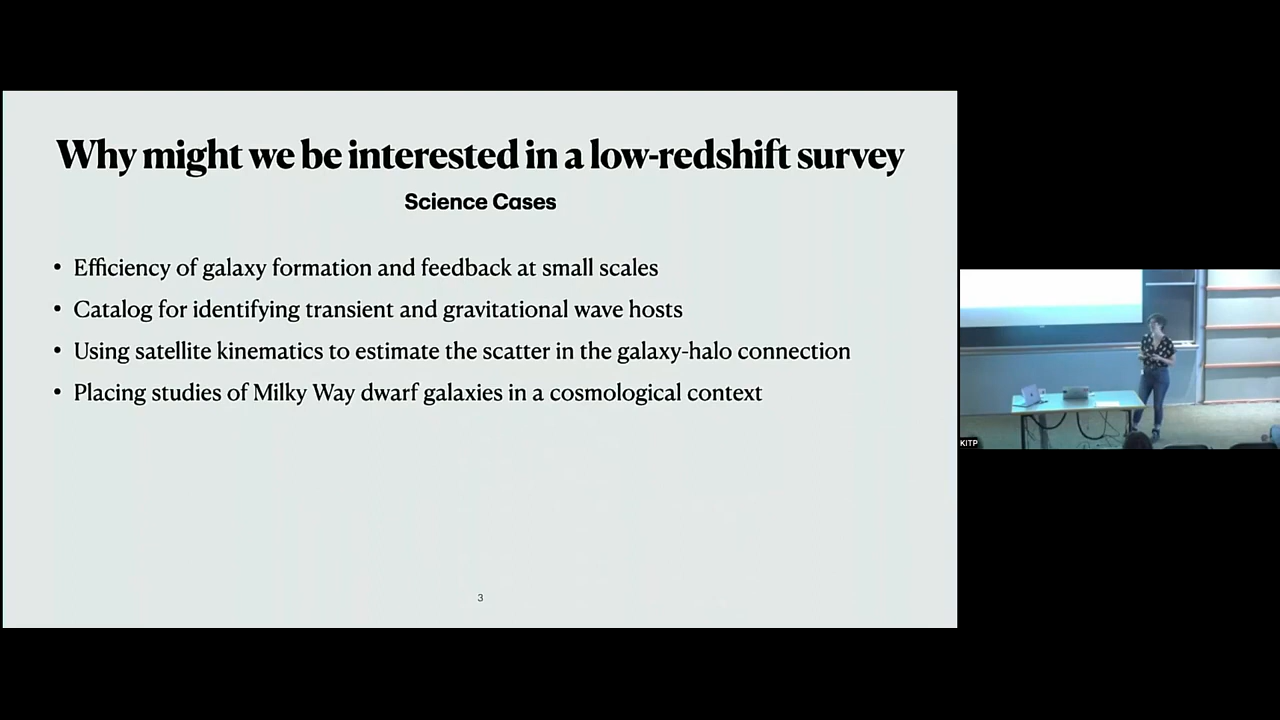 Why might we be interested in a low-redshift survey
Science Cases
• Efficiency of galaxy formation and feedback at small scales
• Catalog for identifying transient and gravitational wave hosts
• Using satellite kinematics to estimate the scatter in the galaxy-halo connection
• Placing studies of Milky Way dwarf galaxies in a cosmological context
3
KITP